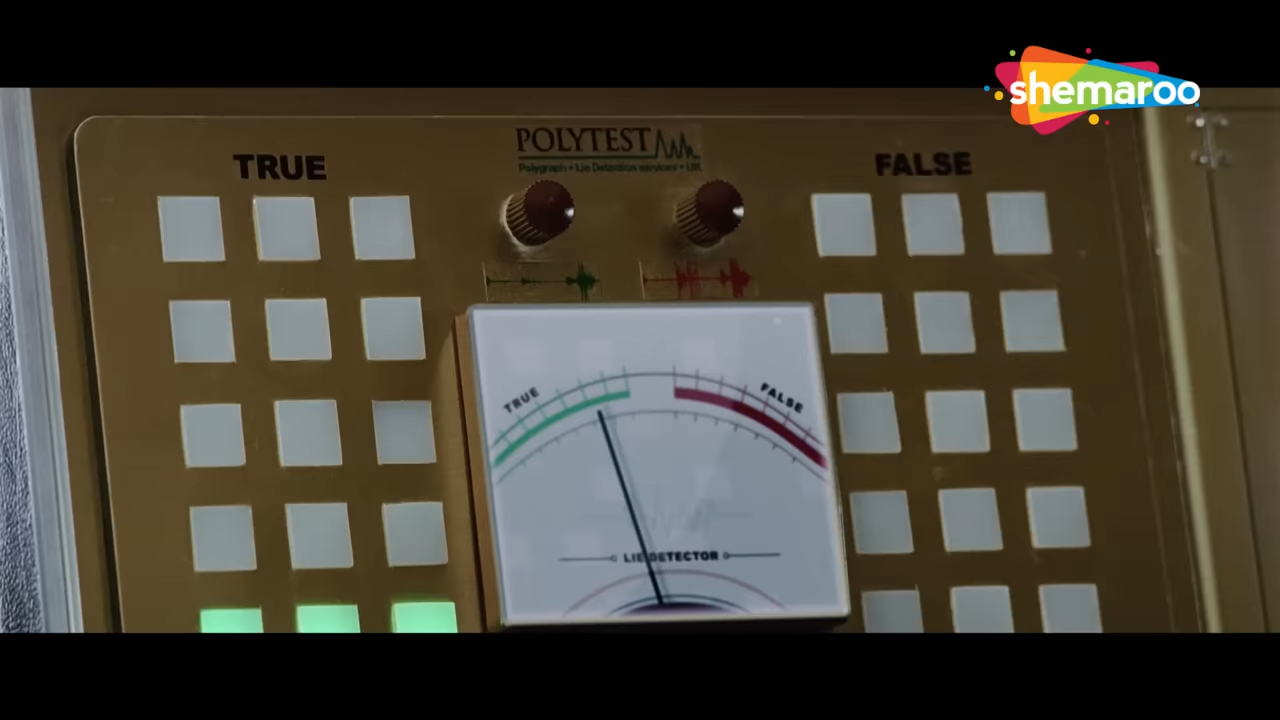 shemaroo
POLYTEST
Polygraph + Lie Detection services + UK
TRUE
FALSE
TRUE
FALSE
LIE DETECTOR